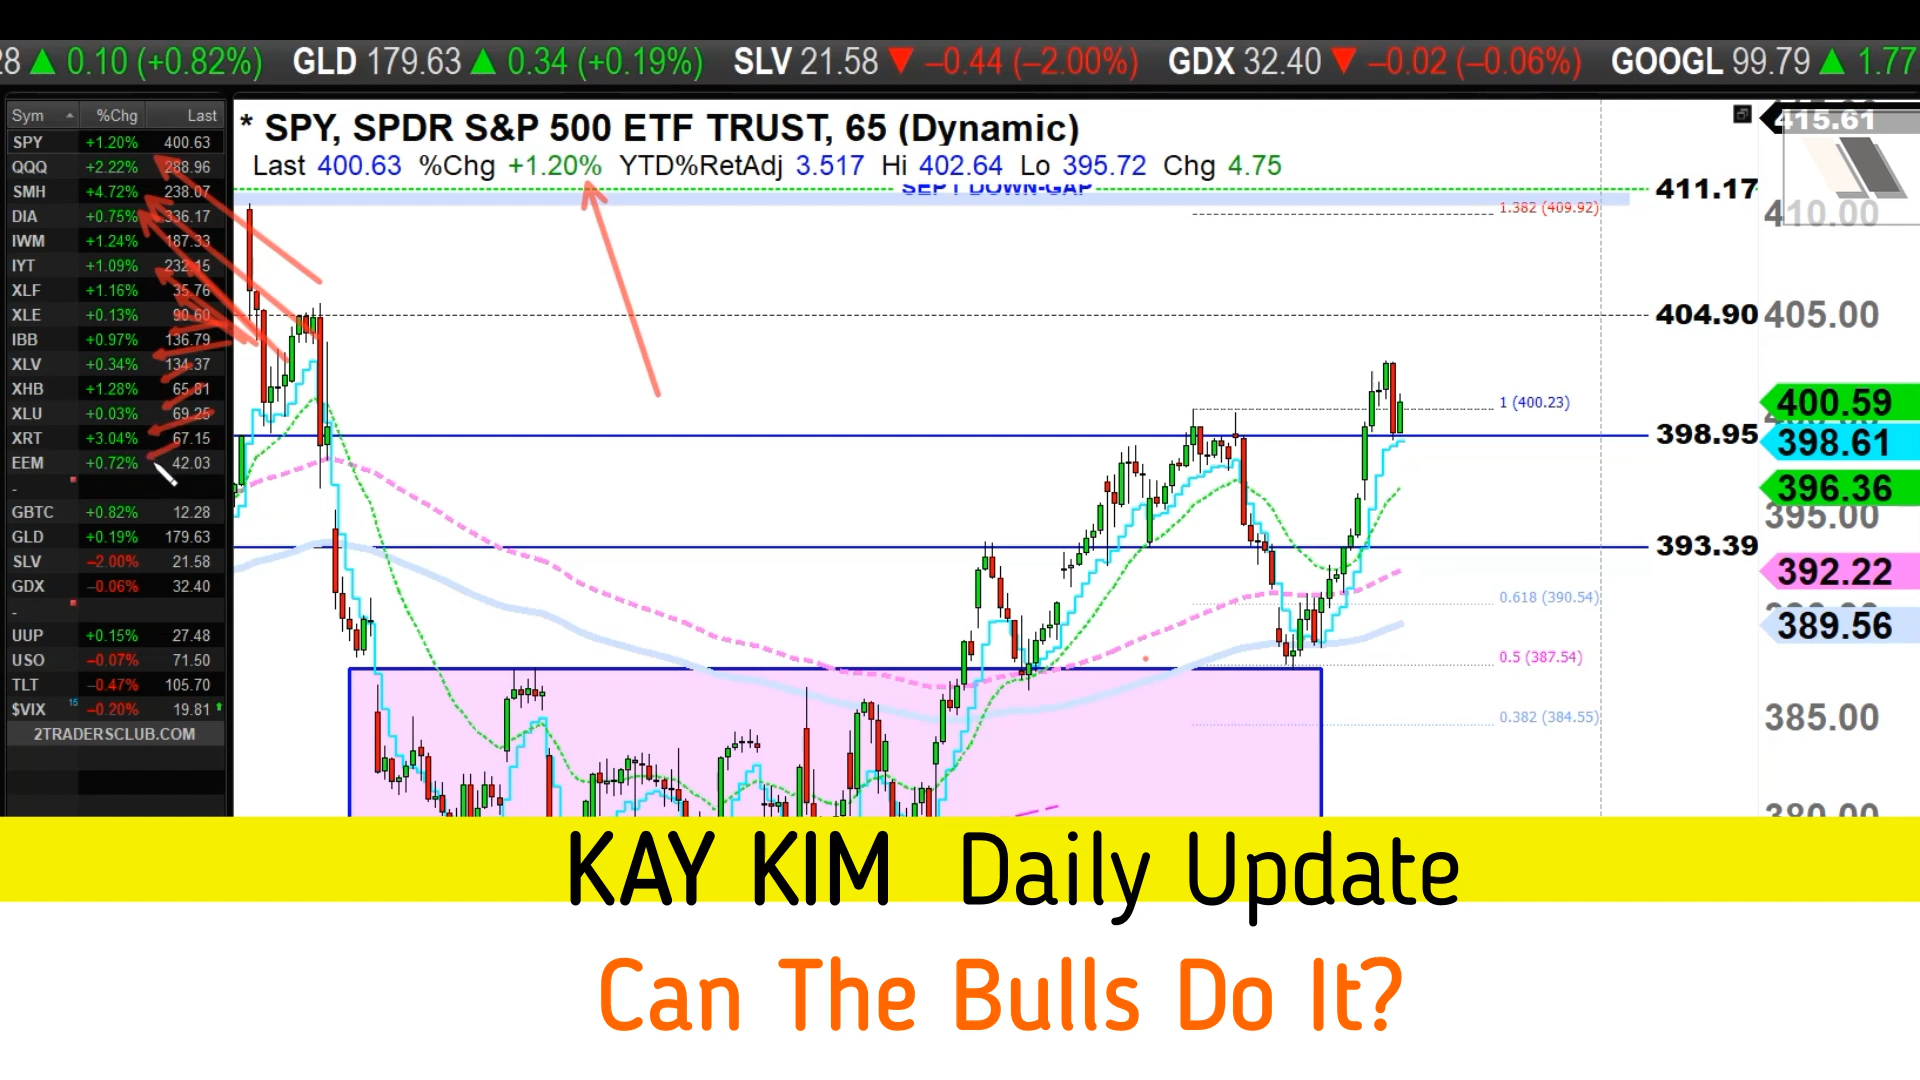 28 ▲ 0.10 (+0.82%) GLD 179.63 ▲ 0.34 (+0.19%) SLV 21.58 ▼ –0.44 (–2.00%) GDX 32.40 ▼ –0.02 (–0.06%) GOOGL 99.79 ▲ 1.77
Sym %Chg Last
SPY +1.20% 400.63
QQQ +2.22% 288.96
SMH +4.72% 238.07
DIA +0.75% 336.17
IWM +1.24% 187.33
IYT +1.09% 232.15
XLF +1.16% 35.76
XLE +0.13% 90.60
IBB +0.97% 136.79
XLV +0.34% 134.37
XHB +1.28% 65.81
XLU +0.03% 69.25
XRT +3.04% 67.15
EEM +0.72% 42.03
-
GBTC +0.82% 12.28
GLD +0.19% 179.63
SLV –2.00% 21.58
GDX –0.06% 32.40
-
UUP +0.15% 27.48
USO –0.07% 71.50
TLT –0.47% 105.70
$VIX 15 –0.20% 19.81
2TRADERSCLUB.COM
* SPY, SPDR S&P 500 ETF TRUST, 65 (Dynamic)
Last 400.63 %Chg +1.20% YTD%RetAdj 3.517 Hi 402.64 Lo 395.72 Chg 4.75
SEPT DOWN-GAP
415.61
411.17
1.382 (409.92)
410.00
404.90 405.00
1 (400.23)
400.59
398.95
398.61
396.36
395.00
393.39
392.22
0.618 (390.54)
389.56
0.5 (387.54)
0.382 (384.55)
385.00
380.00
KAY KIM Daily Update
Can The Bulls Do It?